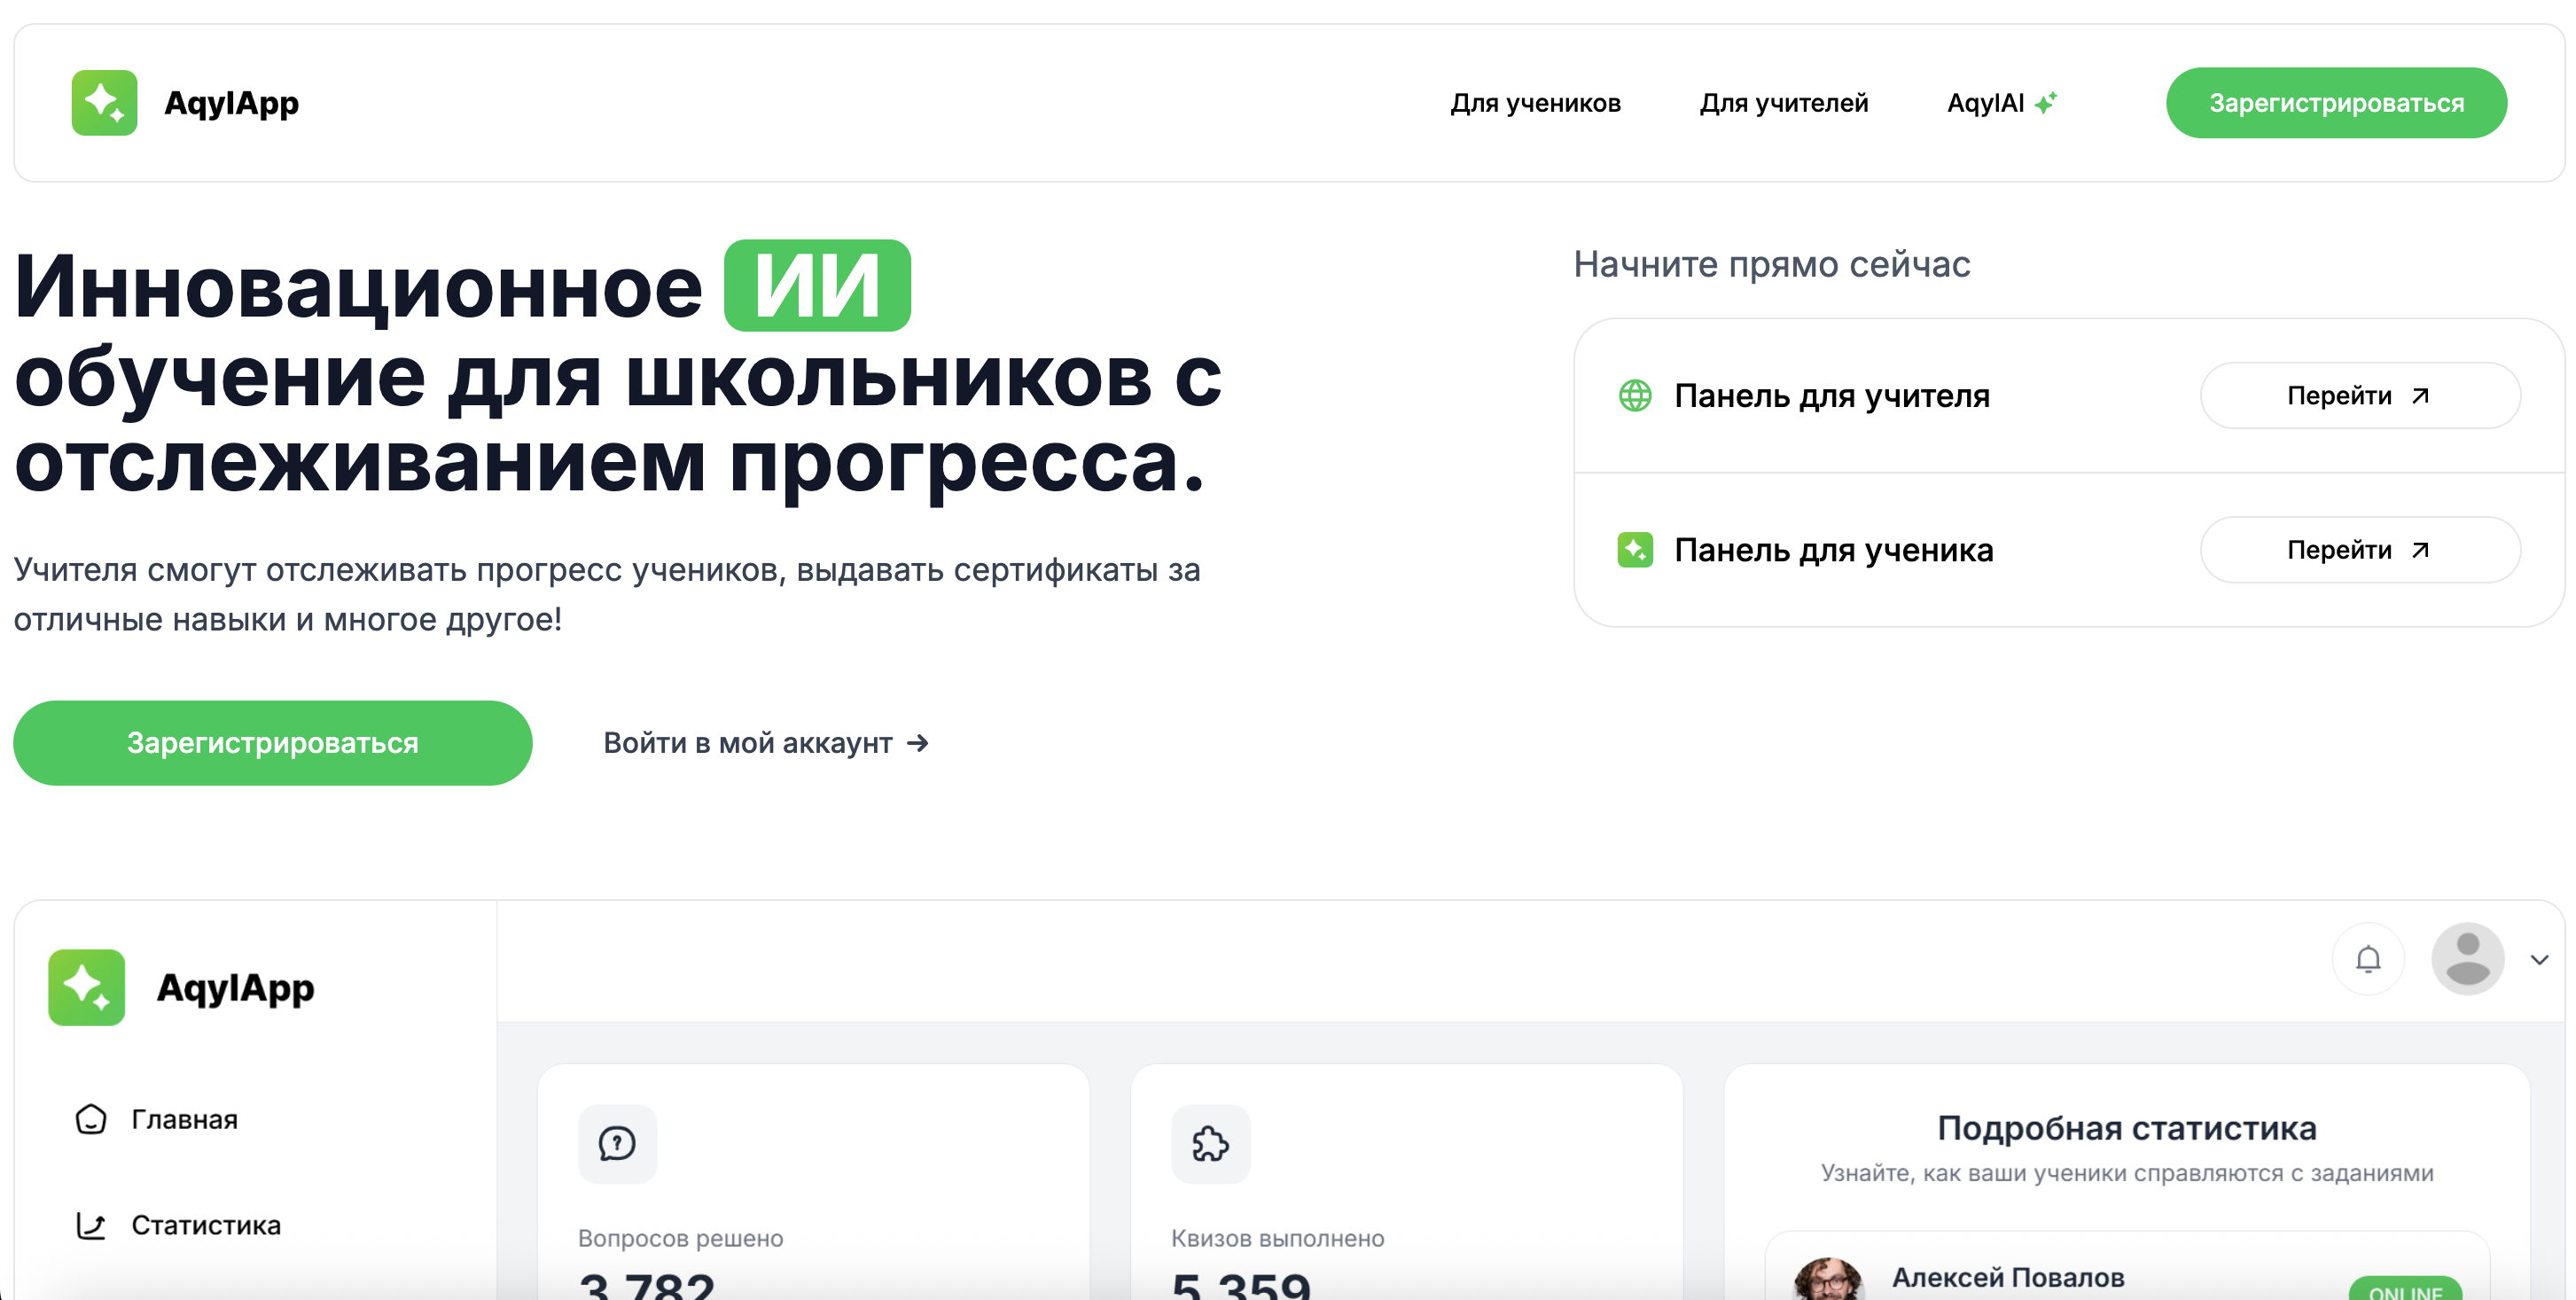 AqylApp
Для учеников
Для учителей
AqylAI
Зарегистрироваться
Инновационное ИИ
обучение для школьников с
отслеживанием прогресса.
Учителя смогут отслеживать прогресс учеников, выдавать сертификаты за
отличные навыки и многое другое!
Зарегистрироваться
Войти в мой аккаунт →
Начните прямо сейчас
Панель для учителя
Перейти
Панель для ученика
Перейти
AqylApp
Главная
Статистика
Вопросов решено
3,782
Квизов выполнено
5,359
Подробная статистика
Узнайте, как ваши ученики справляются с заданиями
Алексей Повалов
ONLINE